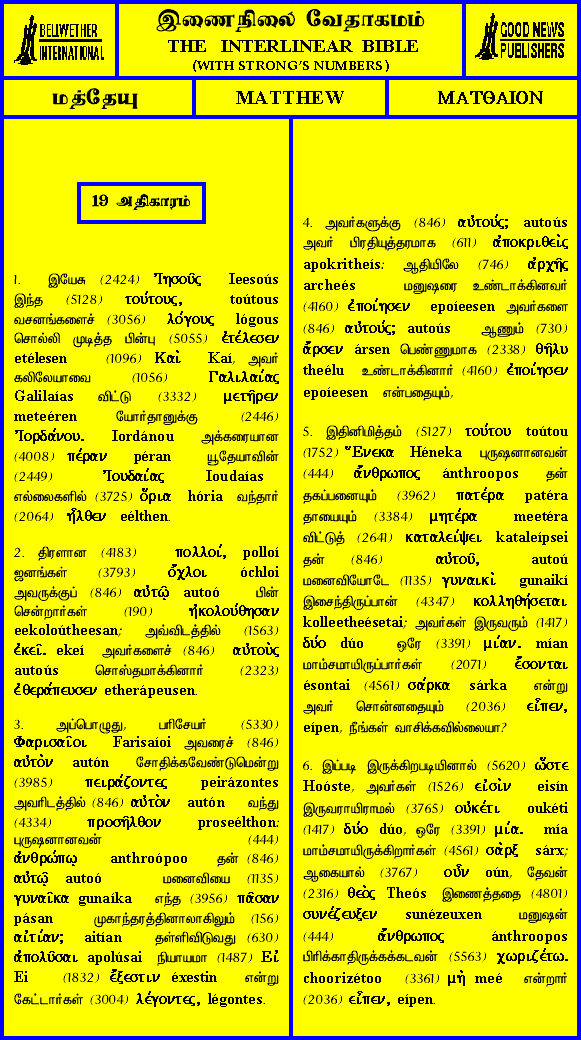 BELLWETHER
INTERNATIONAL
இணைநிலை வேதாகமம்
THE INTERLINEAR BIBLE
(WITH STRONG'S NUMBERS)
GOOD NEWS
PUBLISHERS
மத்தேயு
MATTHEW
ΜΑΤΘΑΙΟΝ
19 அதிகாரம்
1. இயேசு (2424) Ἰησοῦς Ieesoús
இந்த (5128) τούτους, toútous
வசனங்களைச் (3056) λόγους lógous
சொல்லி முடித்த பின்பு (5055) ἐτέλεσεν
etélesen (1096) Καὶ Kaí, அவர்
கலிலேயாவை (1056) Γαλιλαίας
Galilaías விட்டு (3332) μετῆρεν
meteéren யோர்தானுக்கு (2446)
Ἰορδάνου. Iordánou அக்கரையான
(4008) πέραν péran யூதேயாவின்
(2449) Ἰουδαίας Ioudaías
எல்லைகளில் (3725) ὅρια hória வந்தார்
(2064) ἦλθεν eélthen.
2. திரளான (4183) πολλοί, polloí
ஜனங்கள் (3793) ὄχλοι óchloi
அவருக்குப் (846) αὐτῷ autoó பின்
சென்றார்கள் (190) ἠκολούθησαν
eekoloútheesan; அவ்விடத்தில் (1563)
ἐκεῖ. ekeí அவர்களைச் (846) αὐτοὺς
autoús சொஸ்தமாக்கினார் (2323)
ἐθεράπευσεν etherápeusen.
3. அப்பொழுது, பரிசேயர் (5330)
Φαρισαῖοι Farisaíoi அவரைச் (846)
αὐτὸν autón சோதிக்கவேண்டுமென்று
(3985) πειράζοντες peirázontes
அவரிடத்தில் (846) αὐτὸν autón வந்து
(4334) προσῆλθον proseélthon:
புருஷனானவன் (444)
ἀνθρώπῳ anthroópoo தன் (846)
αὐτῷ autoó மனைவியை (1135)
γυναῖκα gunaíka எந்த (3956) πᾶσαν
pásan முகாந்தரத்தினாலாகிலும் (156)
αἰτίαν; aitían தள்ளிவிடுவது (630)
ἀπολῦσαι apolúsai நியாயமா (1487) Εἰ
Ei (1832) ἔξεστιν éxestin என்று
கேட்டார்கள் (3004) λέγοντες, légontes.
4. அவர்களுக்கு (846) αὐτούς; autoús
அவர் பிரதியுத்தரமாக (611) ἀποκριθεὶς
apokritheís: ஆதியிலே (746) ἀρχῆς
archeés மனுஷரை உண்டாக்கினவர்
(4160) ἐποίησεν epoíeesen அவர்களை
(846) αὐτούς; autoús ஆணும் (730)
ἄρσεν ársen பெண்ணுமாக (2338) θῆλυ
theélu உண்டாக்கினார் (4160) ἐποίησεν
epoíeesen என்பதையும்,
5. இதினிமித்தம் (5127) τούτου toútou
(1752) Ἕνεκα Héneka புருஷனானவன்
(444) ἄνθρωπος ánthroopos தன்
தகப்பனையும் (3962) πατέρα patéra
தாயையும் (3384) μητέρα meetéra
விட்டுத் (2641) καταλείψει kataleípsei
தன் (846) αὐτοῦ, autoú
மனைவியோடே (1135) γυναικὶ gunaikí
இசைந்திருப்பான் (4347) κολληθήσεται
kolleetheésetai; அவர்கள் இருவரும் (1417)
δύο dúo ஒரே (3391) μίαν. mían
மாம்சமாயிருப்பார்கள் (2071) ἔσονται
ésontai (4561) σάρκα sárka என்று
அவர் சொன்னதையும் (2036) εἶπεν,
eípen, நீங்கள் வாசிக்கவில்லையா?
6. இப்படி இருக்கிறபடியினால் (5620) ὥστε
Hoóste, அவர்கள் (1526) εἰσὶν eisín
இருவராயிராமல் (3765) οὐκέτι oukéti
(1417) δύο dúo, ஒரே (3391) μία. mía
மாம்சமாயிருக்கிறார்கள் (4561) σὰρξ sárx;
ஆகையால் (3767) οὖν oún, தேவன்
(2316) θεὸς Theós இணைத்ததை (4801)
συνέζευξεν sunézeuxen மனுஷன்
(444) ἄνθρωπος ánthroopos
பிரிக்காதிருக்கக்கடவன் (5563) χωριζέτω.
choorizétoo (3361) μὴ meé என்றார்
(2036) εἶπεν, eípen.